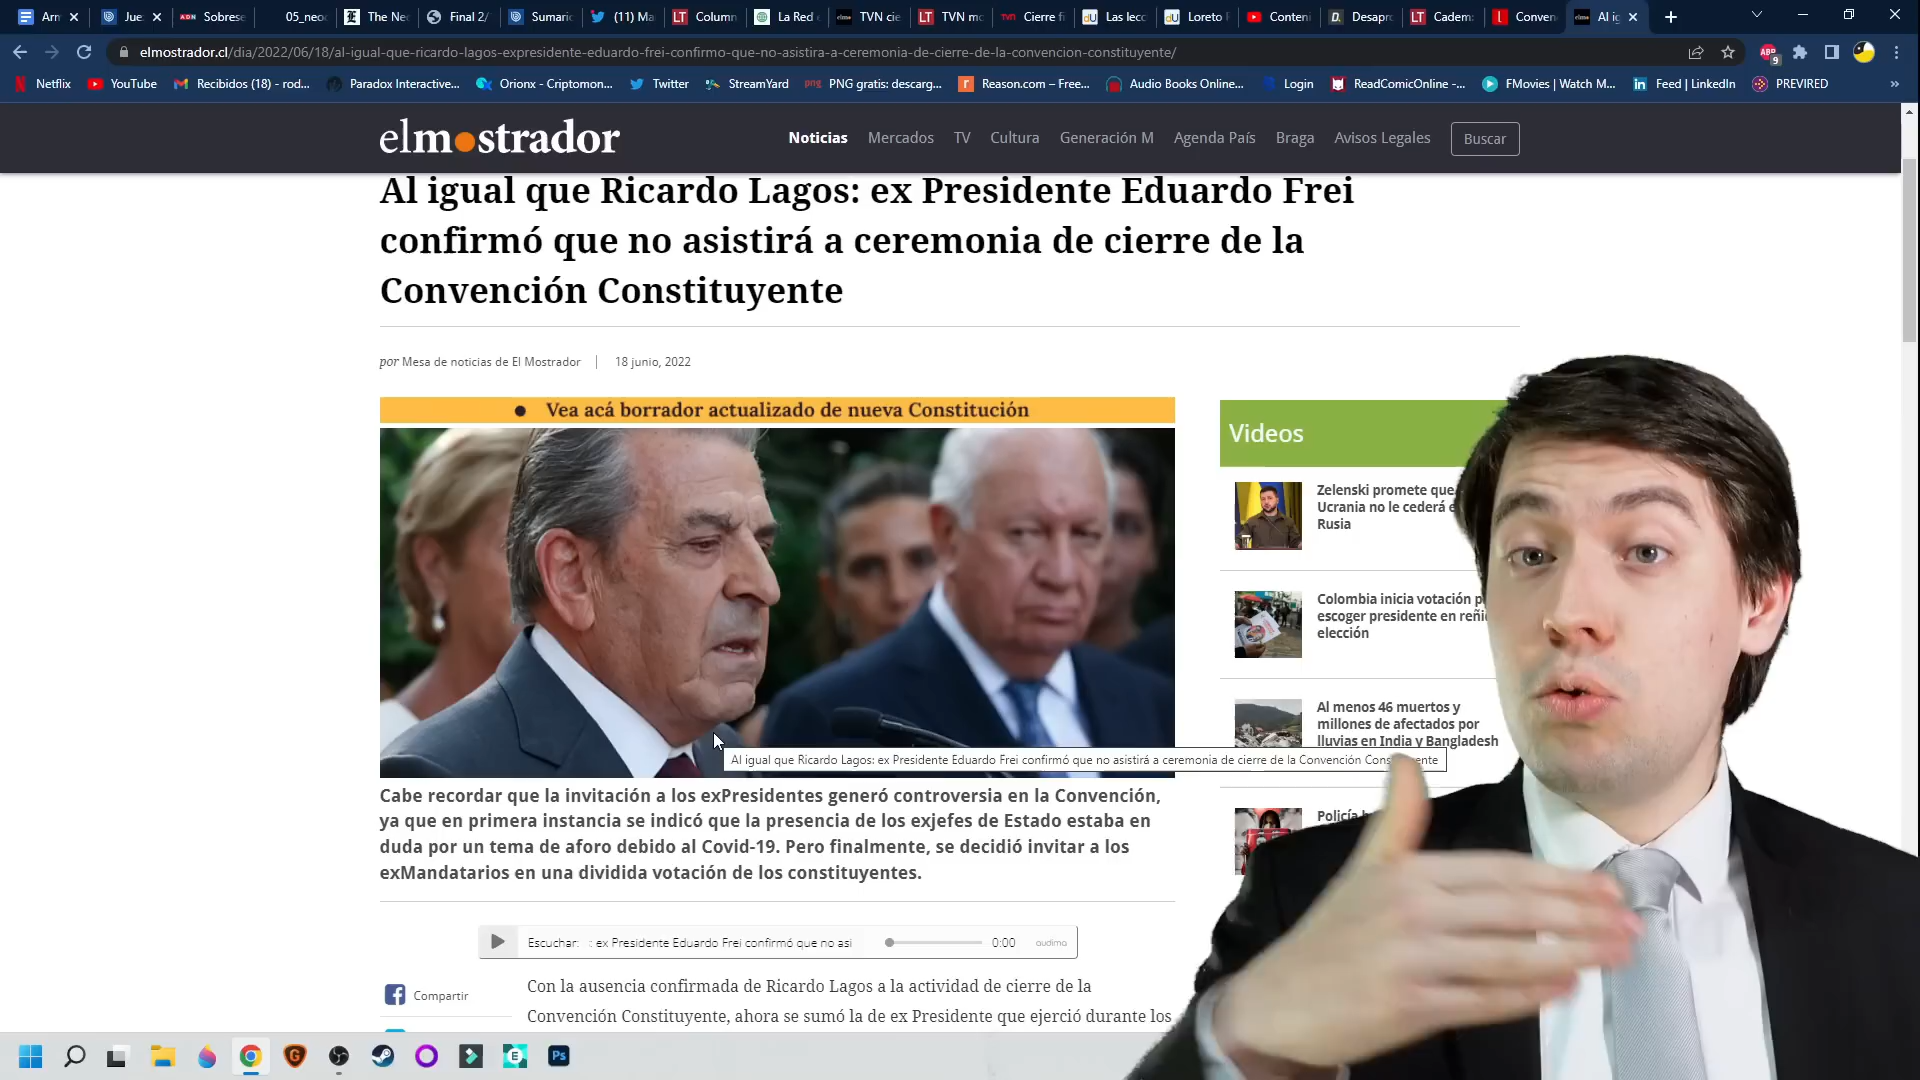 Arm
Jue
Sobrese
05_neo
The Ne
Final 2/
Sumari
(11) Ma
Column
La Red
TVN cie
TVN mo
Cierre fi
Las lecc
Loreto
Conteni
Desapr
Cadem
Conven
Al ig
elmostrador.cl/dia/2022/06/18/al-igual-que-ricardo-lagos-expresidente-eduardo-frei-confirmo-que-no-asistira-a-ceremonia-de-cierre-de-la-convencion-constituyente/
Netflix
YouTube
Recibidos (18) - rod...
Paradox Interactive...
Orionx - Criptomon...
Twitter
StreamYard
PNG gratis: descarg...
Reason.com – Free...
Audio Books Online...
Login
ReadComicOnline -...
FMovies | Watch M...
Feed | LinkedIn
PREVIRED
elmostrador
Noticias
Mercados
TV
Cultura
Generación M
Agenda País
Braga
Avisos Legales
Buscar
Al igual que Ricardo Lagos: ex Presidente Eduardo Frei
confirmó que no asistirá a ceremonia de cierre de la
Convención Constituyente
por Mesa de noticias de El Mostrador
18 junio, 2022
Vea acá borrador actualizado de nueva Constitución
Videos
Zelenski promete que
Ucrania no le cederá
Rusia
Colombia inicia votación
escoger presidente en
elección
Al menos 46 muertos y
millones de afectados por
lluvias en India y Bangladesh
Al igual que Ricardo Lagos: ex Presidente Eduardo Frei confirmó que no asistirá a ceremonia de cierre de la Convención
Policía
Cabe recordar que la invitación a los exPresidentes generó controversia en la Convención,
ya que en primera instancia se indicó que la presencia de los exjefes de Estado estaba en
duda por un tema de aforo debido al Covid-19. Pero finalmente, se decidió invitar a los
exMandatarios en una dividida votación de los constituyentes.
Escuchar: : ex Presidente Eduardo Frei confirmó que no asi
0:00
audima
Compartir
Con la ausencia confirmada de Ricardo Lagos a la actividad de cierre de la
Convención Constituyente, ahora se sumó la de ex Presidente que ejerció durante los